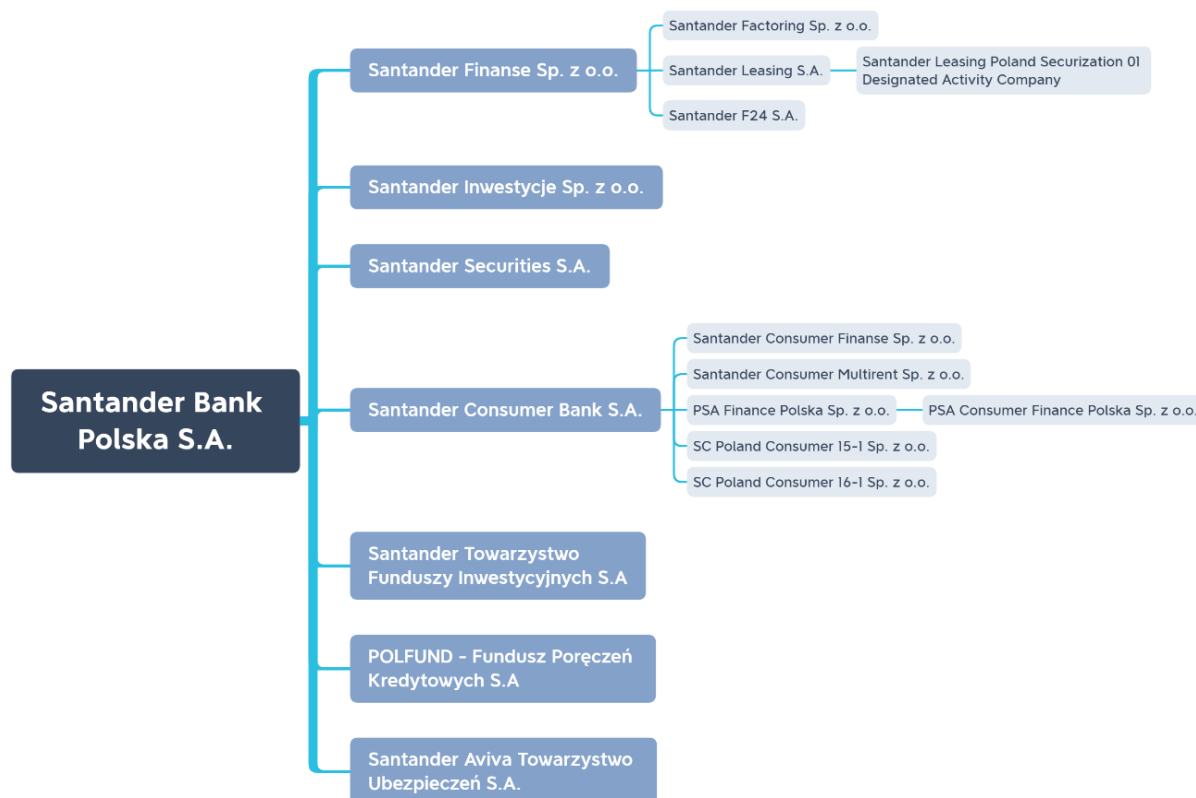 Santander Bank
Polska S.A.
Santander Finanse Sp. z o.o.
Santander Factoring Sp. z o.o.
Santander Leasing S.A.
Santander Leasing Poland Securization 01
Designated Activity Company
Santander F24 S.A.
Santander Inwestycje Sp. z o.o.
Santander Securities S.A.
Santander Consumer Bank S.A.
Santander Consumer Finanse Sp. z o.o.
Santander Consumer Multirent Sp. z o.o.
PSA Finance Polska Sp. z o.o.
PSA Consumer Finance Polska Sp. z o.o.
SC Poland Consumer 15-1 Sp. z o.o.
SC Poland Consumer 16-1 Sp. z o.o.
Santander Towarzystwo
Funduszy Inwestycyjnych S.A
POLFUND - Fundusz Poręczeń
Kredytowych S.A
Santander Aviva Towarzystwo
Ubezpieczeń S.A.